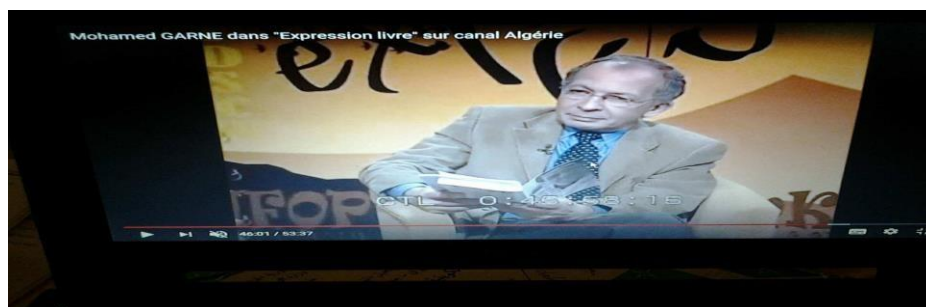 Mohamed GARNE dans "Expression livre" sur canal Algérie
CTL 0:45:58:16
46:01 / 53:37